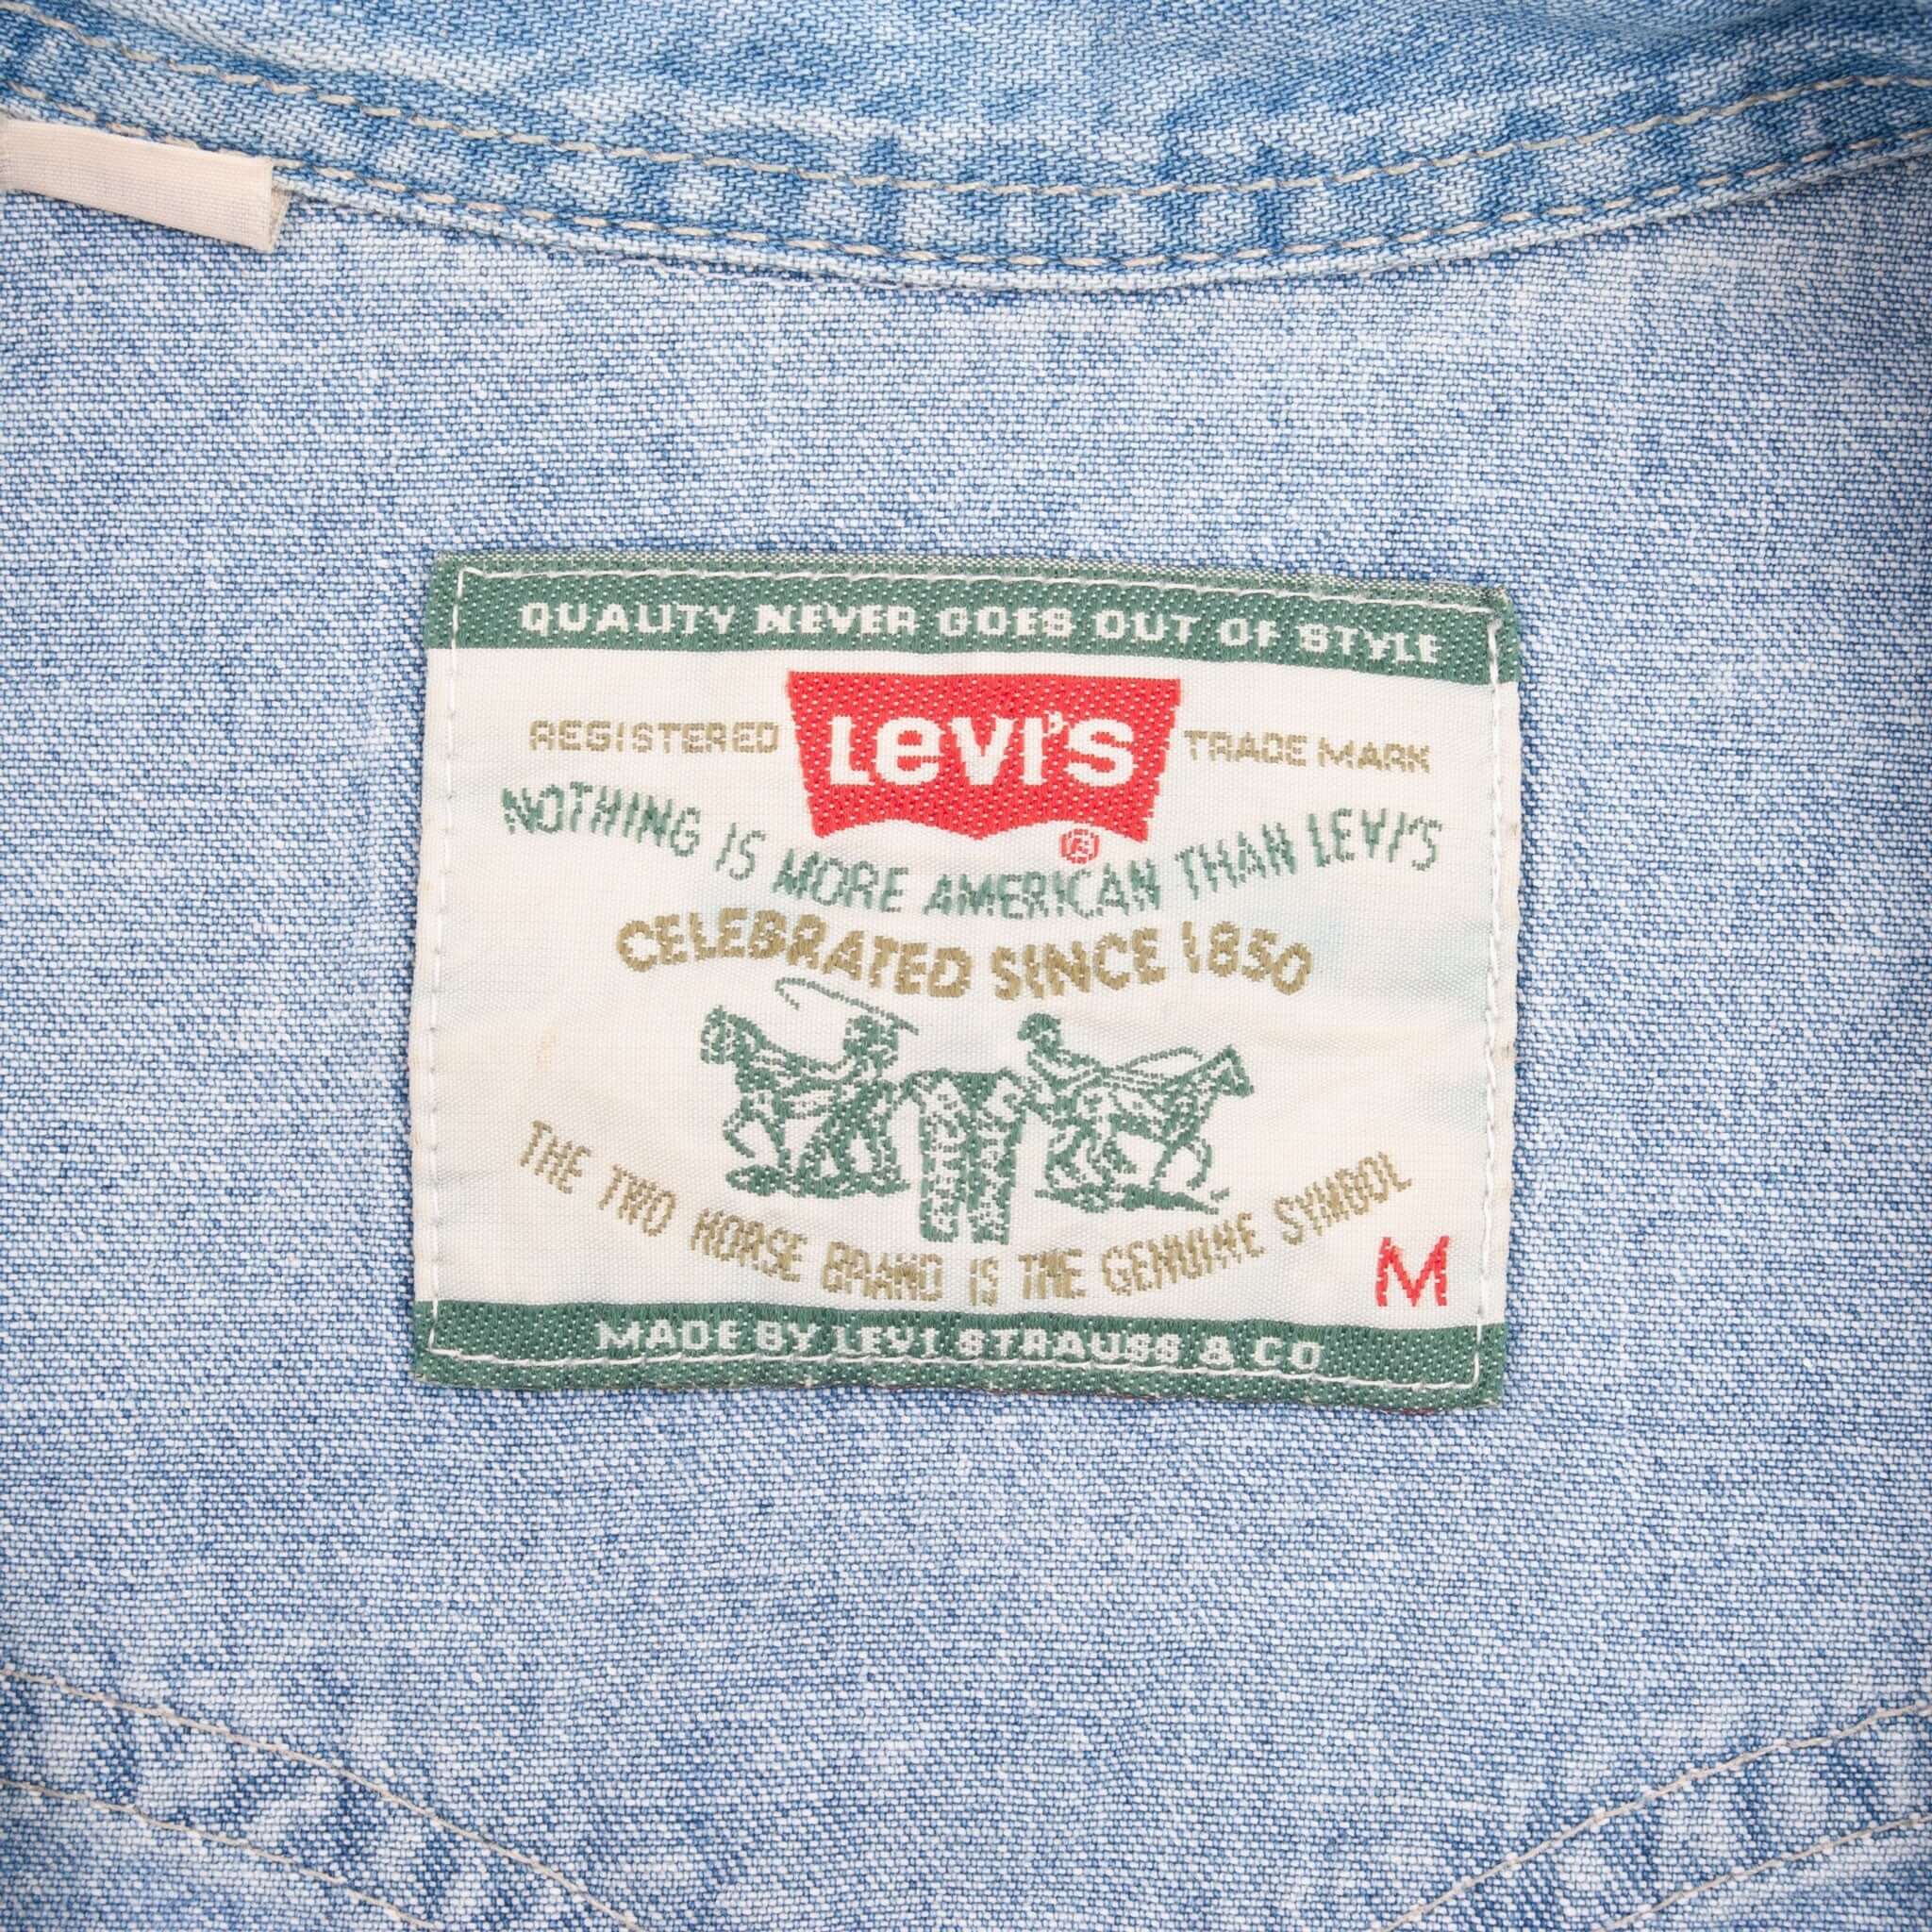 QUALITY NEVER GOES OUT OF STYLE
REGISTERED LEVI'S TRADE MARK
®
NOTHING IS MORE AMERICAN THAN LEVI'S
CELEBRATED SINCE 1850
THE TWO HORSE BRAND IS THE GENUINE SYMBOL
M
MADE BY LEVI STRAUSS & CO